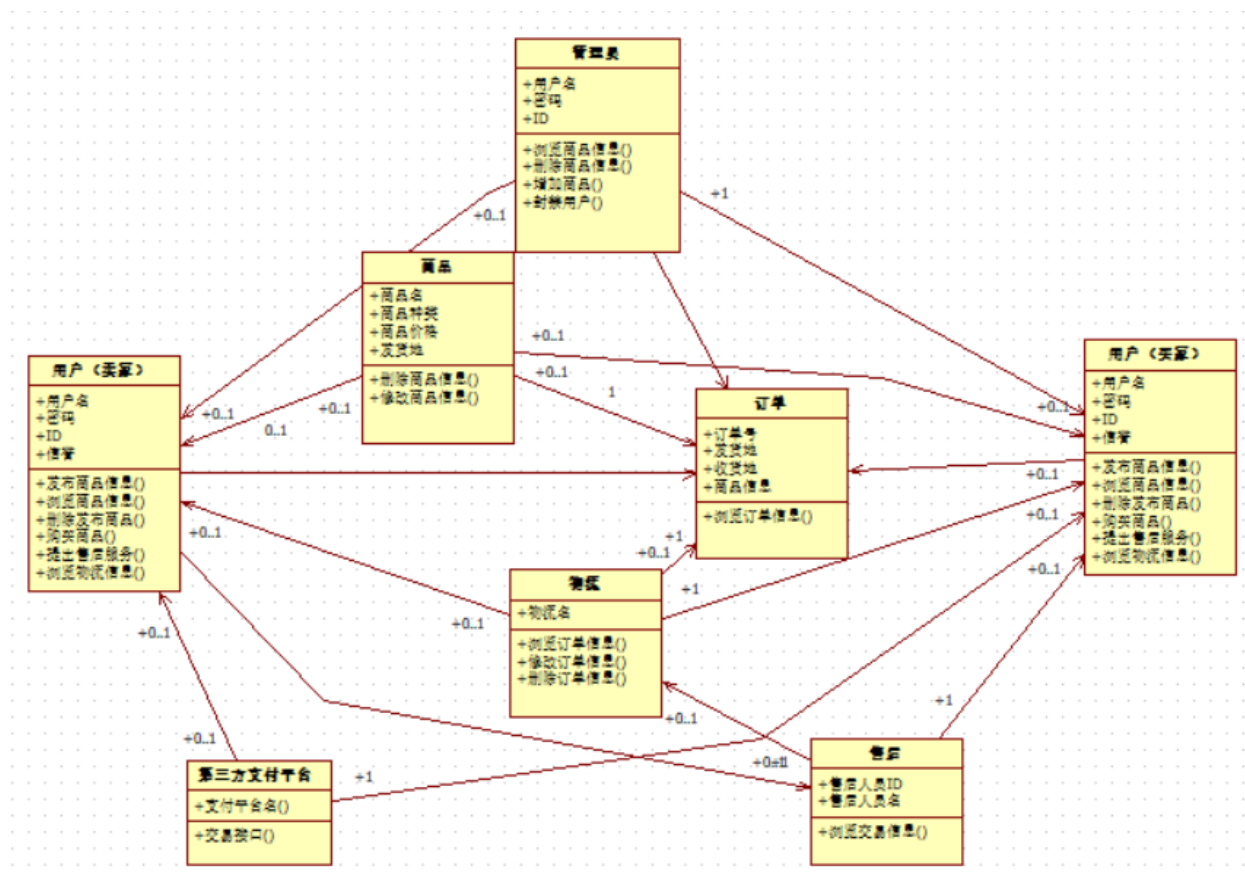 管理员
+用户名
+密码
+ID
+浏览商品信息()
+删除商品信息()
+增加商品()
+封禁用户()
+0..1
+1
商品
+商品名
+商品种类
+商品价格
+发货地
+删除商品信息()
+修改商品信息()
+0..1
+0..1
1
+0..1
+0..1
0..1
用户
+用户名
+密码
+ID
+信誉
+发布商品信息()
+浏览商品信息()
+删除发布商品()
+购买商品()
+提出售后服务()
+浏览物流信息()
订单
+订单号
+发货地
+收货地
+商品信息
+浏览订单信息()
用户
+用户名
+密码
+ID
+信誉
+发布商品信息()
+浏览商品信息()
+删除发布商品()
+购买商品()
+提出售后服务()
+浏览物流信息()
+0..1
+0..1
+0..1
+0..1
+0..1
+1
+0..1
+1
+0..1
物流
+物流名
+浏览订单信息()
+修改订单信息()
+删除订单信息()
+0..1
+0..1
+0..1
+1
+1
第三方支付平台
+支付平台名()
+交易接口()
售后
+售后人员ID
+售后人员名
+浏览交易信息()